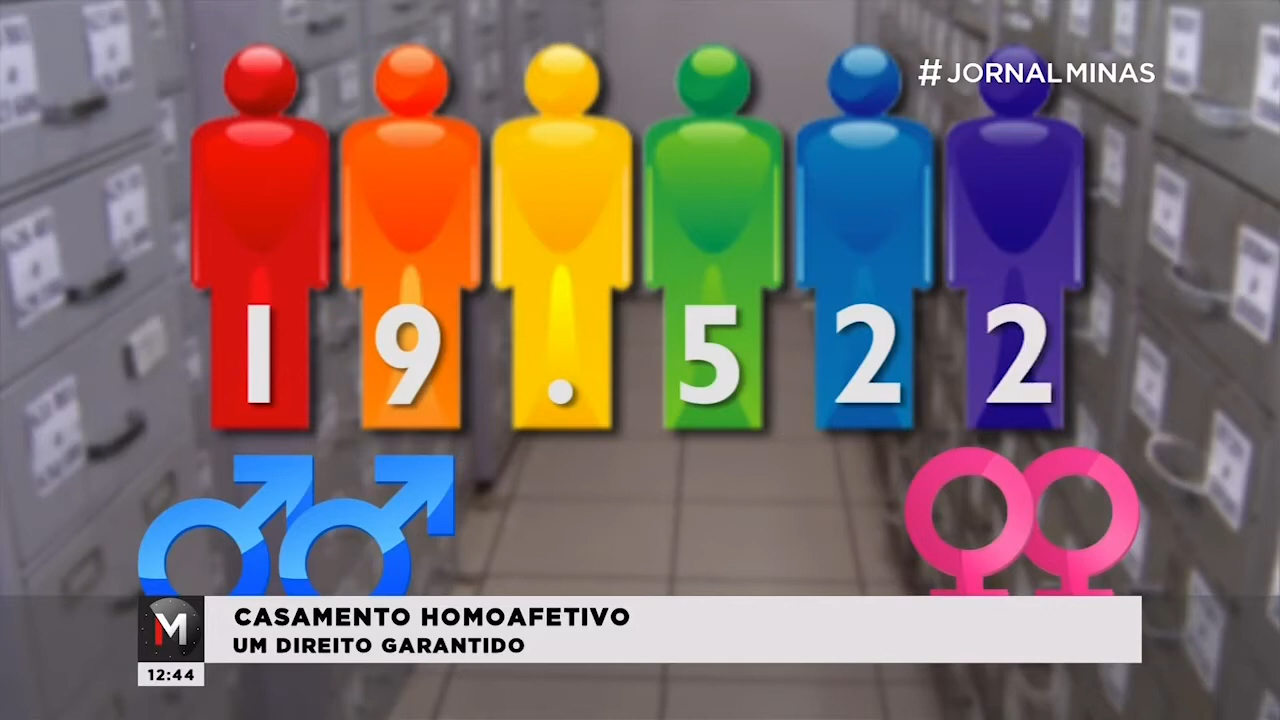 #JORNALMINAS
19.522
CASAMENTO HOMOAFETIVO
UM DIREITO GARANTIDO
M
12:44